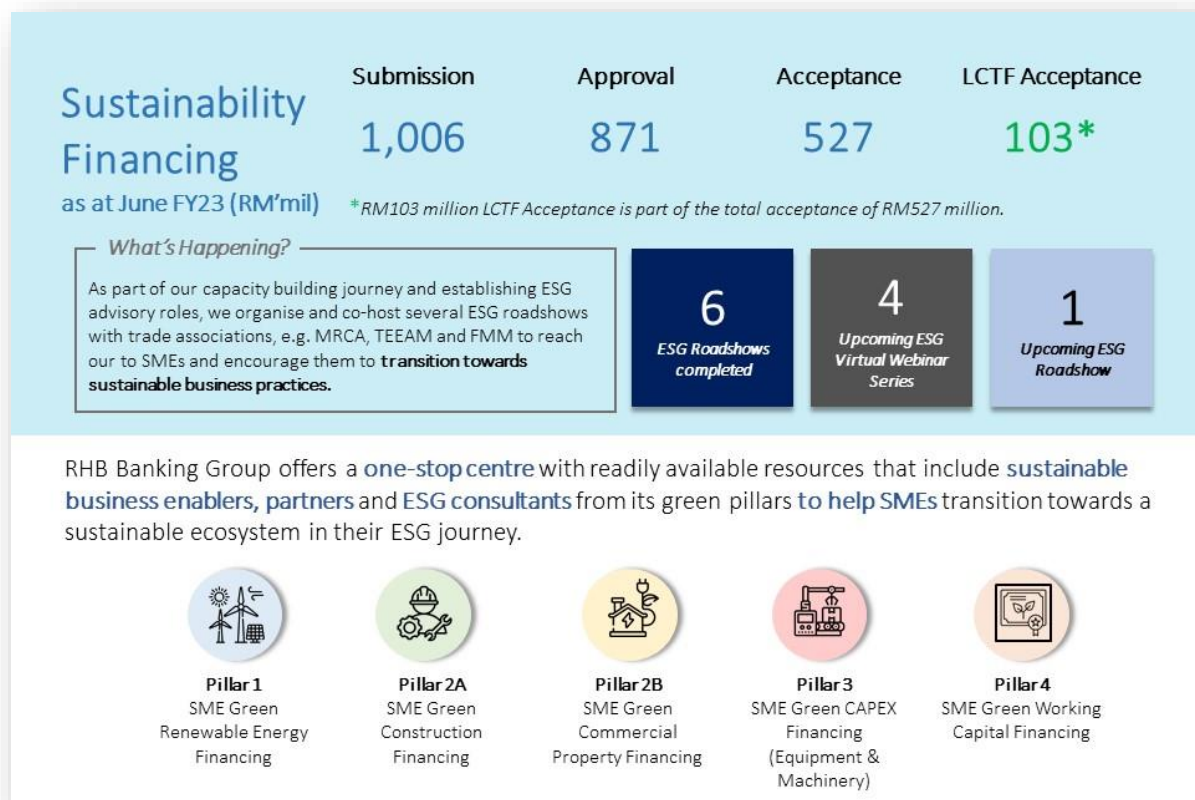 Sustainability
Financing
as at June FY23 (RM'mil)
Submission
1,006
Approval
871
Acceptance
527
LCTF Acceptance
103*
*RM103 million LCTF Acceptance is part of the total acceptance of RM527 million.
What's Happening?
As part of our capacity building journey and establishing ESG
advisory roles, we organise and co-host several ESG roadshows
with trade associations, e.g. MRCA, TEEAM and FMM to reach
our to SMEs and encourage them to transition towards
sustainable business practices.
6
ESG Roadshows
completed
4
Upcoming ESG
Virtual Webinar
Series
1
Upcoming ESG
Roadshow
RHB Banking Group offers a one-stop centre with readily available resources that include sustainable
business enablers, partners and ESG consultants from its green pillars to help SMEs transition towards a
sustainable ecosystem in their ESG journey.
Pillar 1
SME Green
Renewable Energy
Financing
Pillar 2A
SME Green
Construction
Financing
Pillar 2B
SME Green
Commercial
Property Financing
Pillar 3
SME Green CAPEX
Financing
(Equipment &
Machinery)
Pillar 4
SME Green Working
Capital Financing